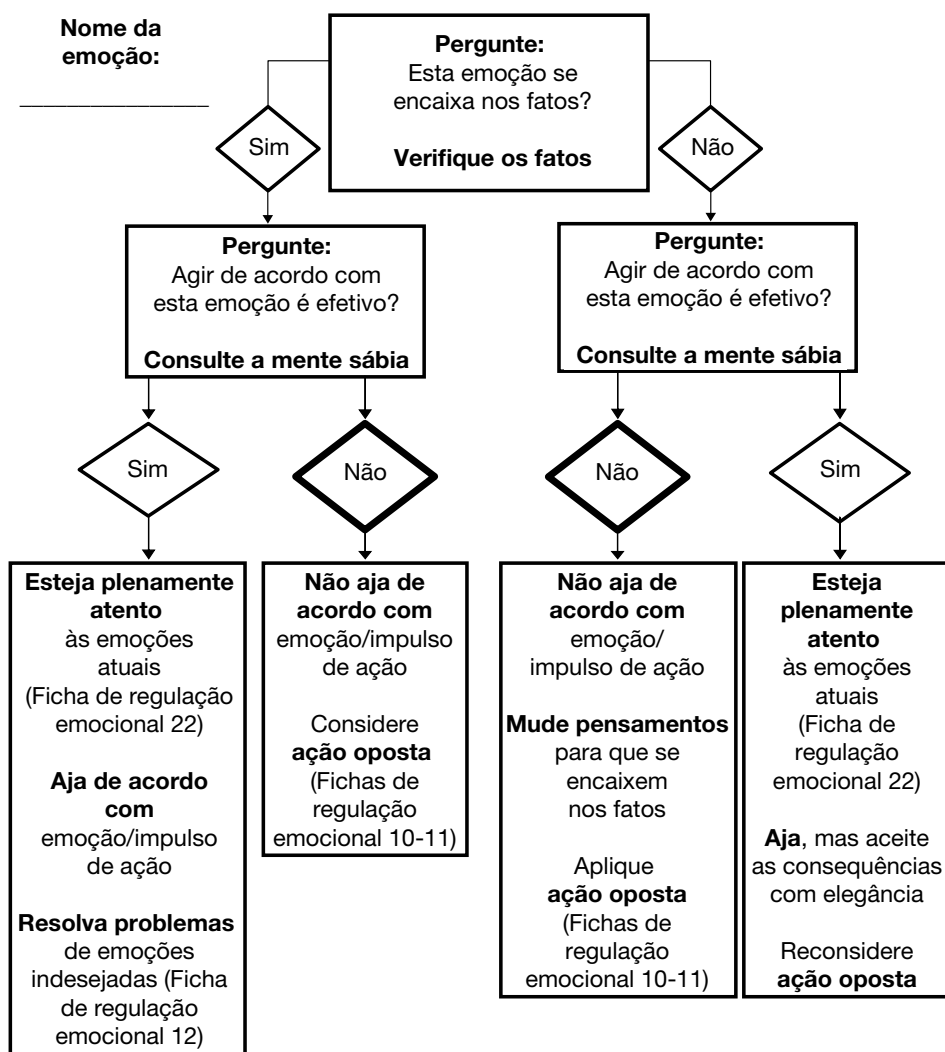 Nome da
emoção:
Pergunte:
Esta emoção se
encaixa nos fatos?
Verifique os fatos
Sim
Não
Pergunte:
Agir de acordo com
esta emoção é efetivo?
Consulte a mente sábia
Pergunte:
Agir de acordo com
esta emoção é efetivo?
Consulte a mente sábia
Sim
Não
Não
Sim
Esteja plenamente
atento
às emoções
atuais
(Ficha de regulação
emocional 22)
Aja de acordo
com
emoção/impulso
de ação
Resolva problemas
de emoções
indesejadas (Ficha
de regulação
emocional 12)
Não aja de
acordo com
emoção/impulso
de ação
Considere
ação oposta
(Fichas de
regulação
emocional 10-11)
Não aja de
acordo com
emoção/
impulso de ação
Mude pensamentos
para que se
encaixem
nos fatos
Aplique
ação oposta
(Fichas de
regulação
emocional 10-11)
Esteja
plenamente
atento
às emoções
atuais
(Ficha de
regulação
emocional 22)
Aja, mas aceite
as consequências
com elegância
Reconsidere
ação oposta